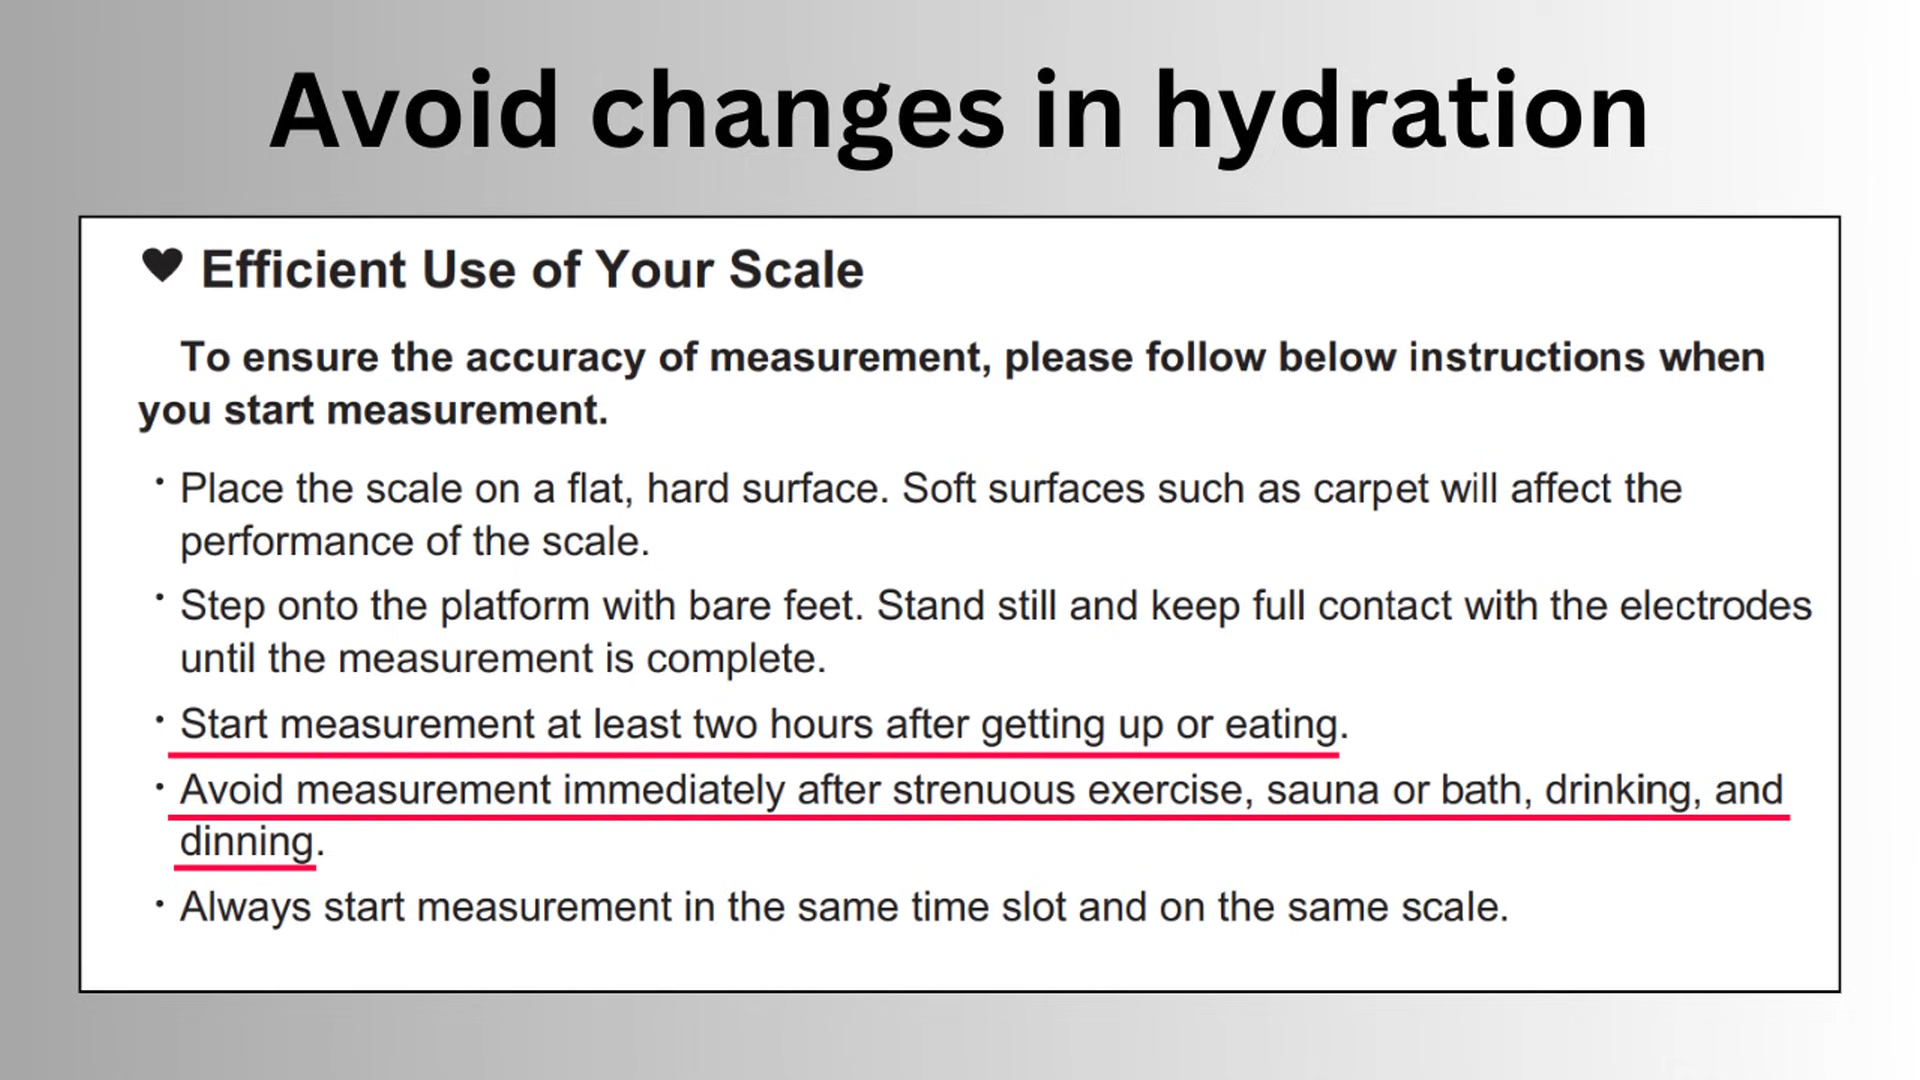 Avoid changes in hydration
♥ Efficient Use of Your Scale
To ensure the accuracy of measurement, please follow below instructions when
you start measurement.
· Place the scale on a flat, hard surface. Soft surfaces such as carpet will affect the
performance of the scale.
· Step onto the platform with bare feet. Stand still and keep full contact with the electrodes
until the measurement is complete.
· Start measurement at least two hours after getting up or eating.
· Avoid measurement immediately after strenuous exercise, sauna or bath, drinking, and
dinning.
· Always start measurement in the same time slot and on the same scale.